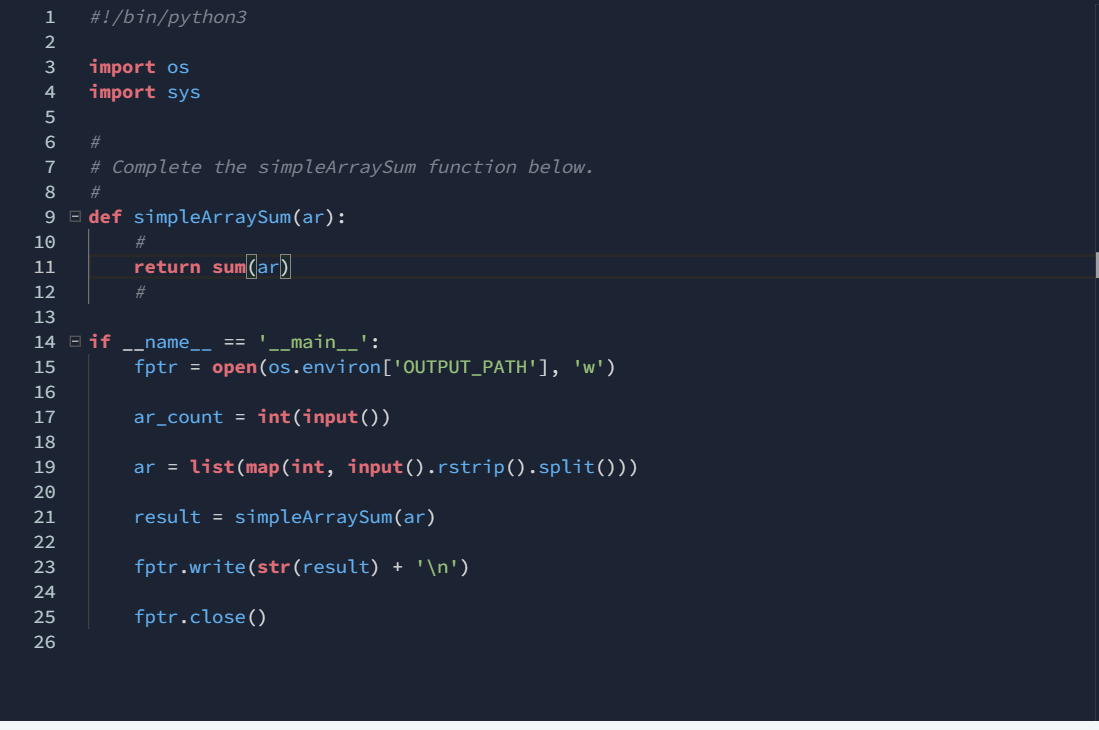 1 #!/bin/python3
2
3 import os
4 import sys
5
6 #
7 # Complete the simpleArraySum function below.
8 #
9 def simpleArraySum(ar):
10     #
11     return sum(ar)
12     #
13
14 if __name__ == '__main__':
15     fptr = open(os.environ['OUTPUT_PATH'], 'w')
16
17     ar_count = int(input())
18
19     ar = list(map(int, input().rstrip().split()))
20
21     result = simpleArraySum(ar)
22
23     fptr.write(str(result) + '\n')
24
25     fptr.close()
26